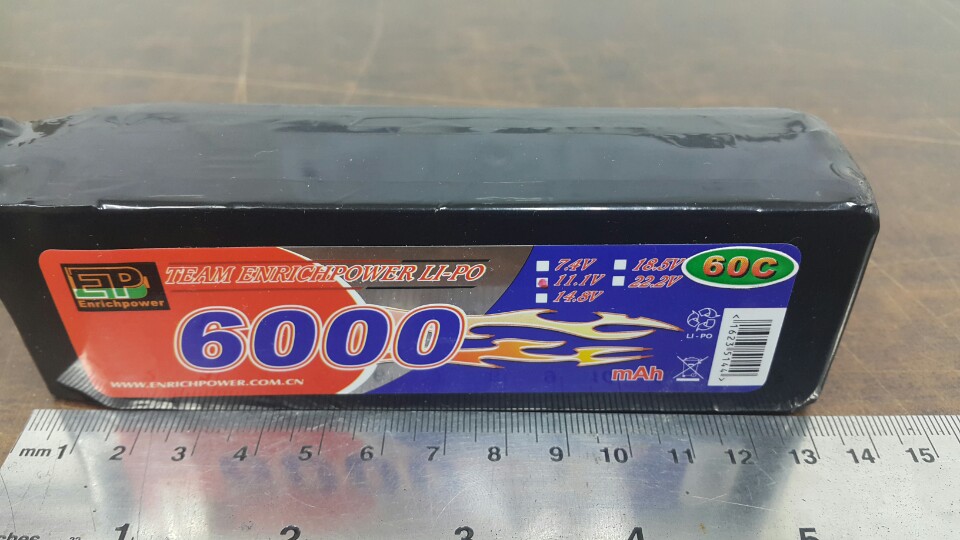 EP
Enrichpower
TEAM ENRICHPOWER LI-PO
6000
mAh
WWW.ENRICHPOWER.COM.CN
7.4V 18.5V
11.1V 22.2V
14.8V
60C
LI-PO
mm 1 2 3 4 5 6 7 8 9 10 11 12 13 14 15
1 2 3 4 5